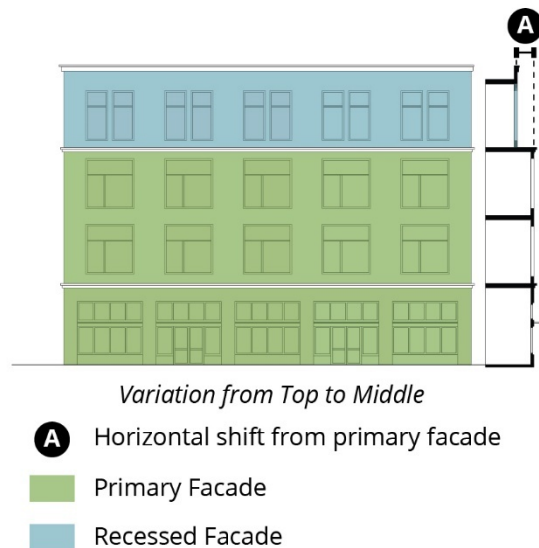 A
Variation from Top to Middle
A Horizontal shift from primary facade
Primary Facade
Recessed Facade